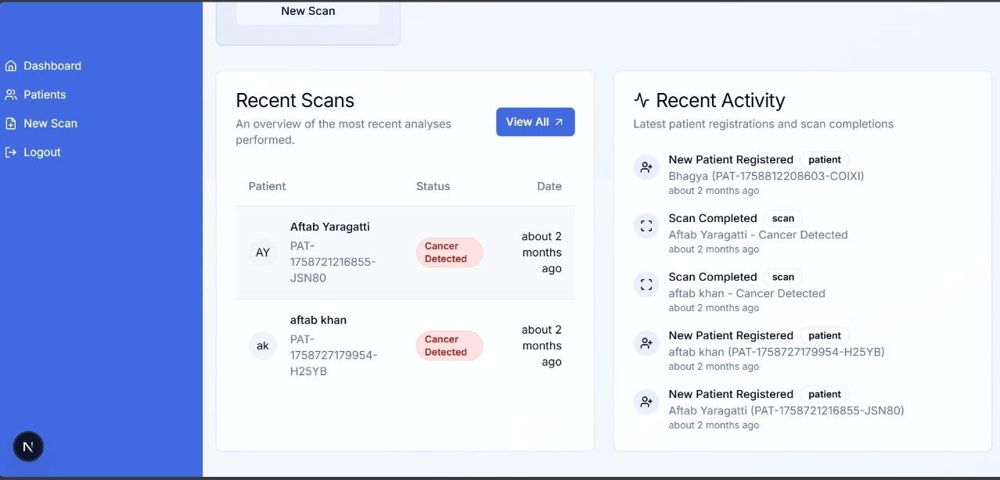 New Scan
Dashboard
Patients
New Scan
Logout
Recent Scans
An overview of the most recent analyses
performed.
View All
Patient Status Date
Aftab Yaragatti
AY
PAT-
1758721216855-
JSN80
Cancer
Detected
about 2
months
ago
aftab khan
ak
PAT-
1758727179954-
H25YB
Cancer
Detected
about 2
months
ago
Recent Activity
Latest patient registrations and scan completions
New Patient Registered patient
Bhagya (PAT-1758812208603-COIXI)
about 2 months ago
Scan Completed scan
Aftab Yaragatti - Cancer Detected
about 2 months ago
Scan Completed scan
aftab khan - Cancer Detected
about 2 months ago
New Patient Registered patient
aftab khan (PAT-1758727179954-H25YB)
about 2 months ago
New Patient Registered patient
Aftab Yaragatti (PAT-1758721216855-JSN80)
about 2 months ago
N